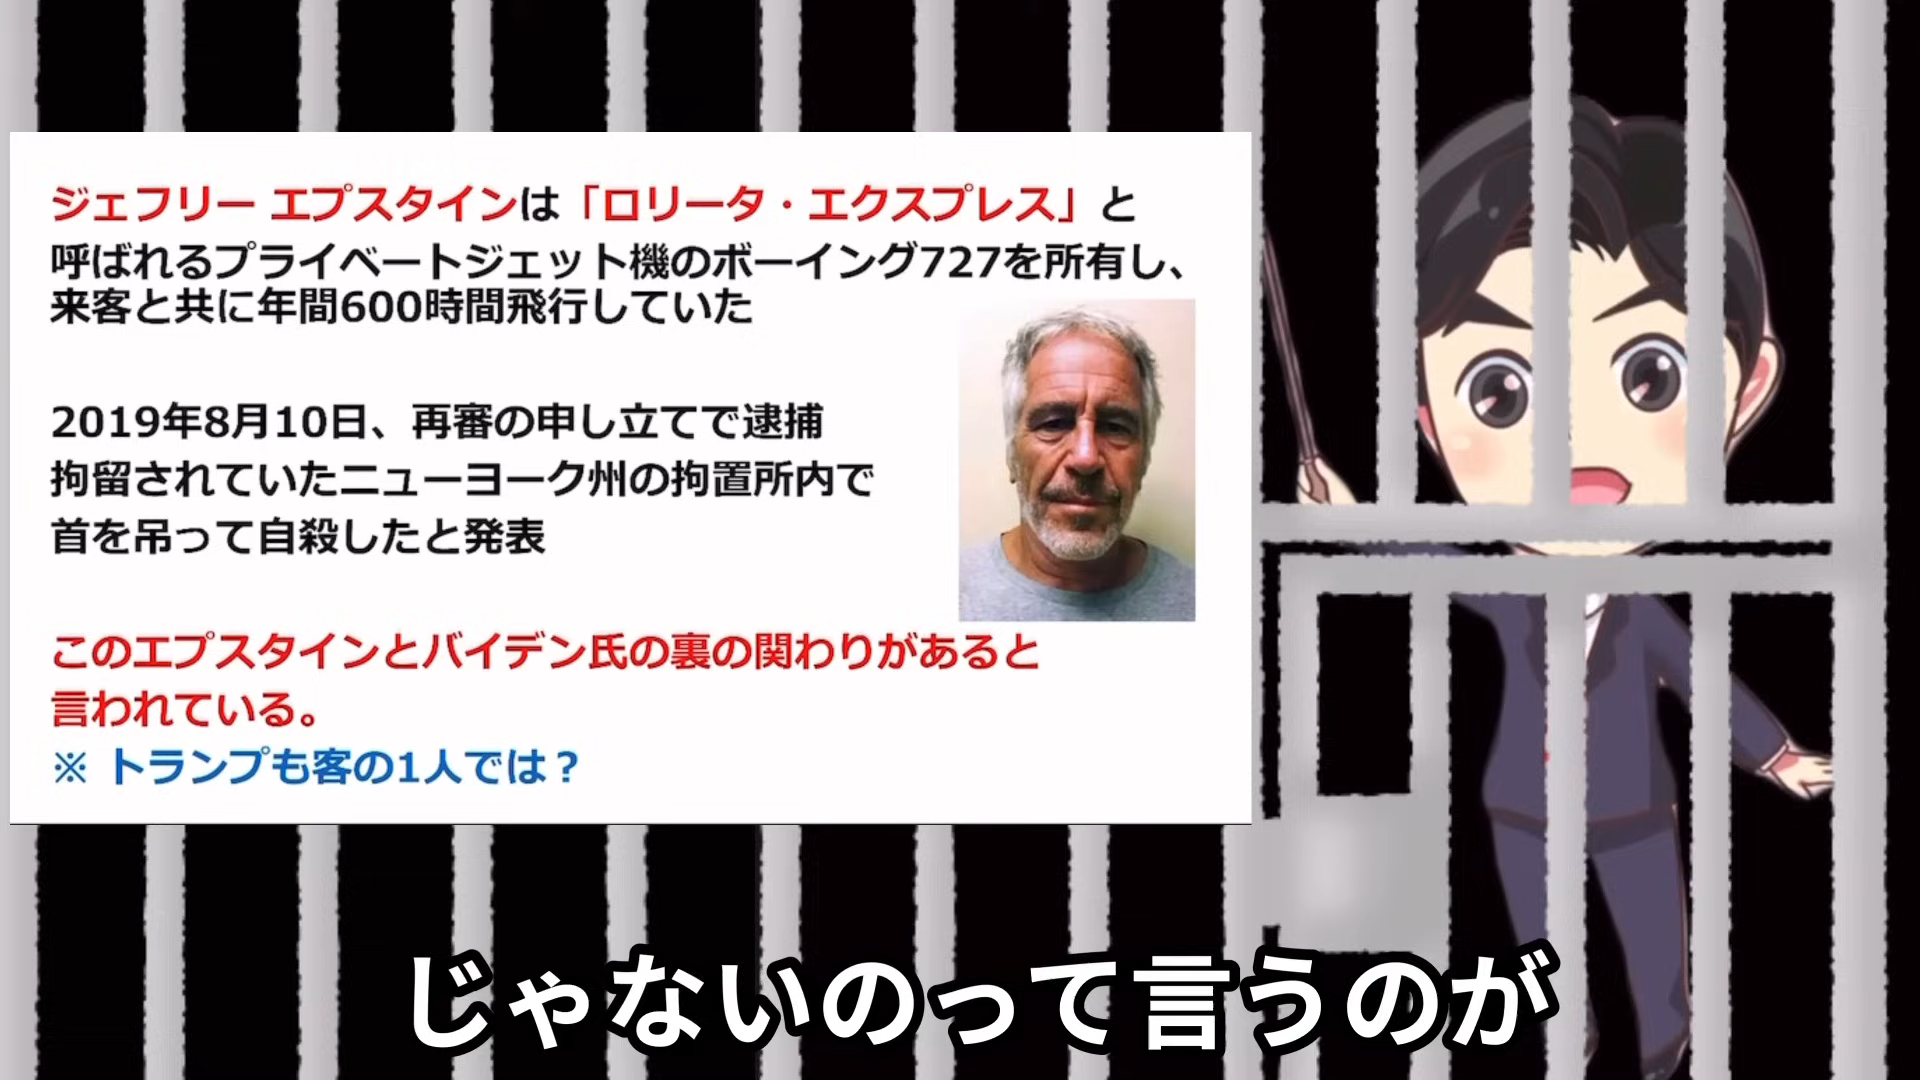 ジェフリー エプスタインは「ロリータ・エクスプレス」と
呼ばれるプライベートジェット機のボーイング727を所有し、
来客と共に年間600時間飛行していた
2019年8月10日、再審の申し立てで逮捕
拘留されていたニューヨーク州の拘置所内で
首を吊って自殺したと発表
このエプスタインとバイデン氏の裏の関わりがあると
言われている。
※ トランプも客の1人では？
じゃないのって言うのが